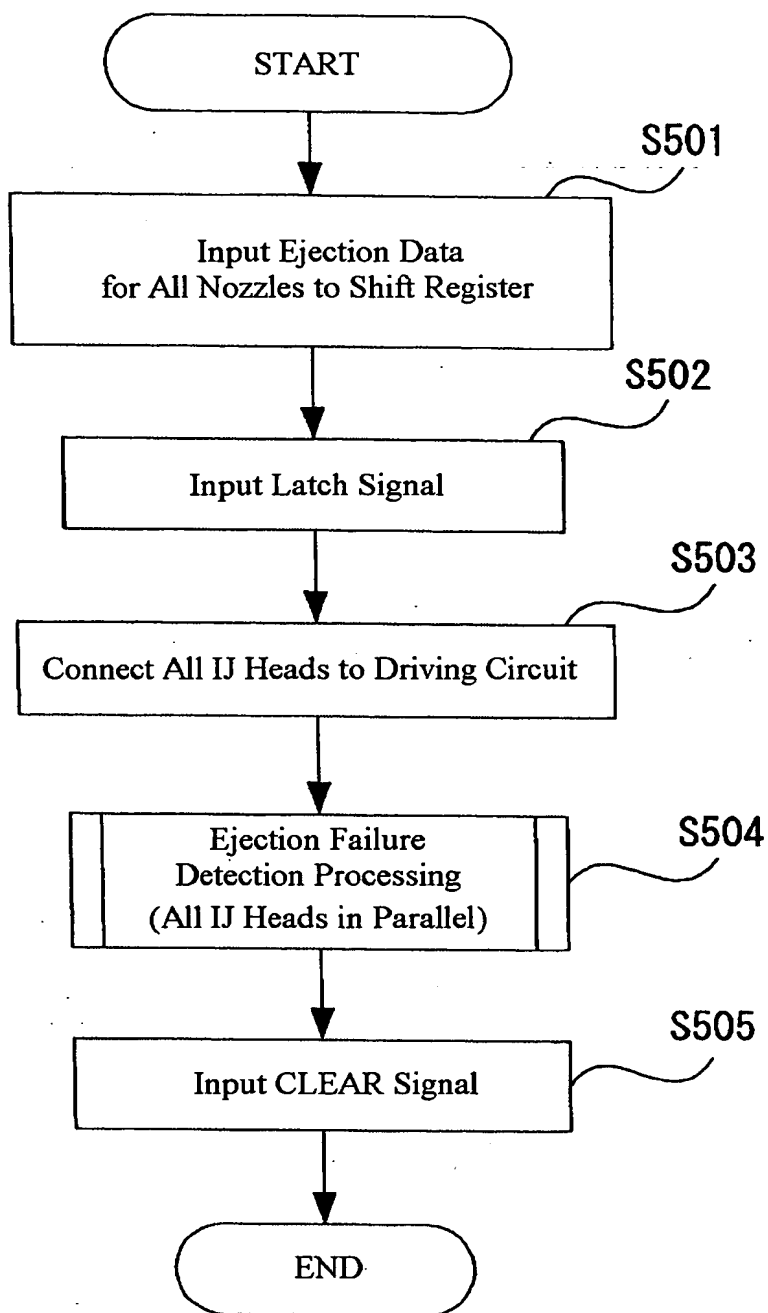 START
S501
Input Ejection Data
for All Nozzles to Shift Register
S502
Input Latch Signal
S503
Connect All IJ Heads to Driving Circuit
S504
Ejection Failure
Detection Processing
(All IJ Heads in Parallel)
S505
Input CLEAR Signal
END